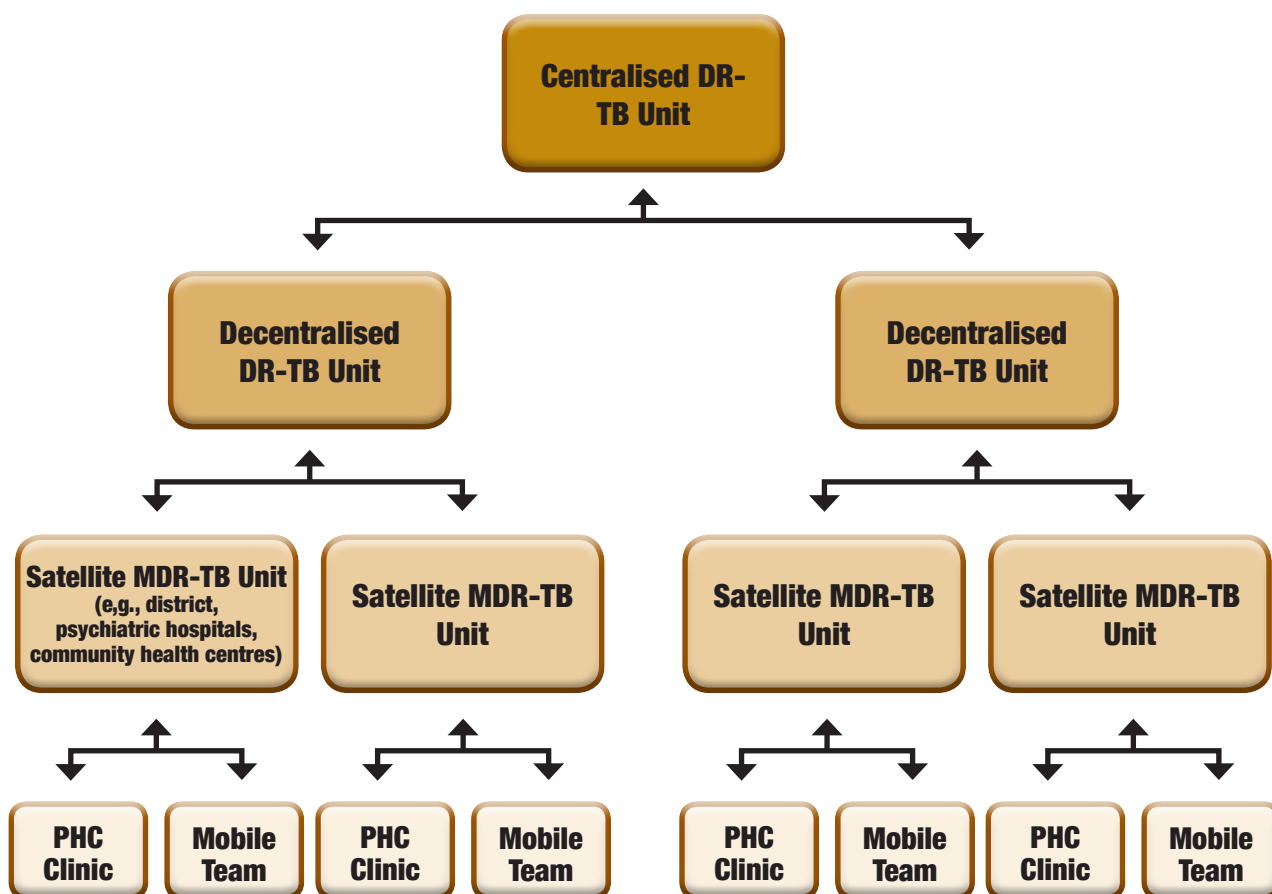 Centralised DR-
TB Unit
Decentralised
DR-TB Unit
Decentralised
DR-TB Unit
Satellite MDR-TB Unit
(e,g., district,
psychiatric hospitals,
community health centres)
Satellite MDR-TB
Unit
Satellite MDR-TB
Unit
Satellite MDR-TB
Unit
PHC
Clinic
Mobile
Team
PHC
Clinic
Mobile
Team
PHC
Clinic
Mobile
Team
PHC
Clinic
Mobile
Team